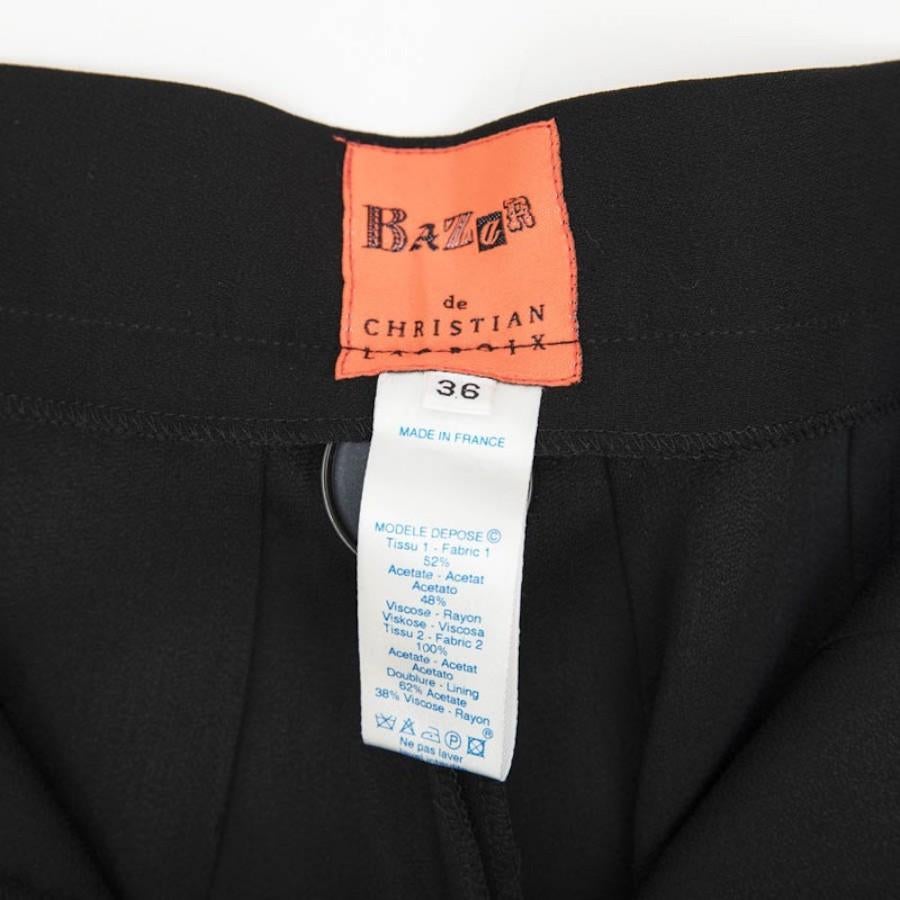 BAZaR
de
CHRISTIAN
LACROIX
36
MADE IN FRANCE
MODELE DEPOSE ©
Tissu 1 - Fabric 1
52%
Acetate - Acetat
Acetato
48%
Viscose - Rayon
Viskose - Viscosa
Tissu 2 - Fabric 2
100%
Acetate - Acetat
Acetato
Doublure - Lining
62% Acetate
38% Viscose - Rayon
P ®
Ne pas laver